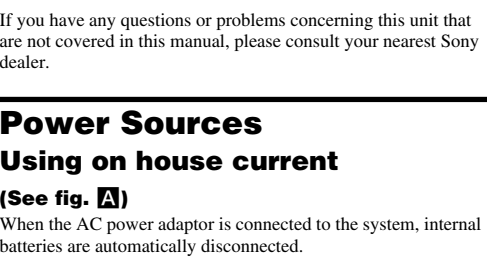 If you have any questions or problems concerning this unit that
are not covered in this manual, please consult your nearest Sony
dealer.
Power Sources
Using on house current
(See fig. A)
When the AC power adaptor is connected to the system, internal
batteries are automatically disconnected.